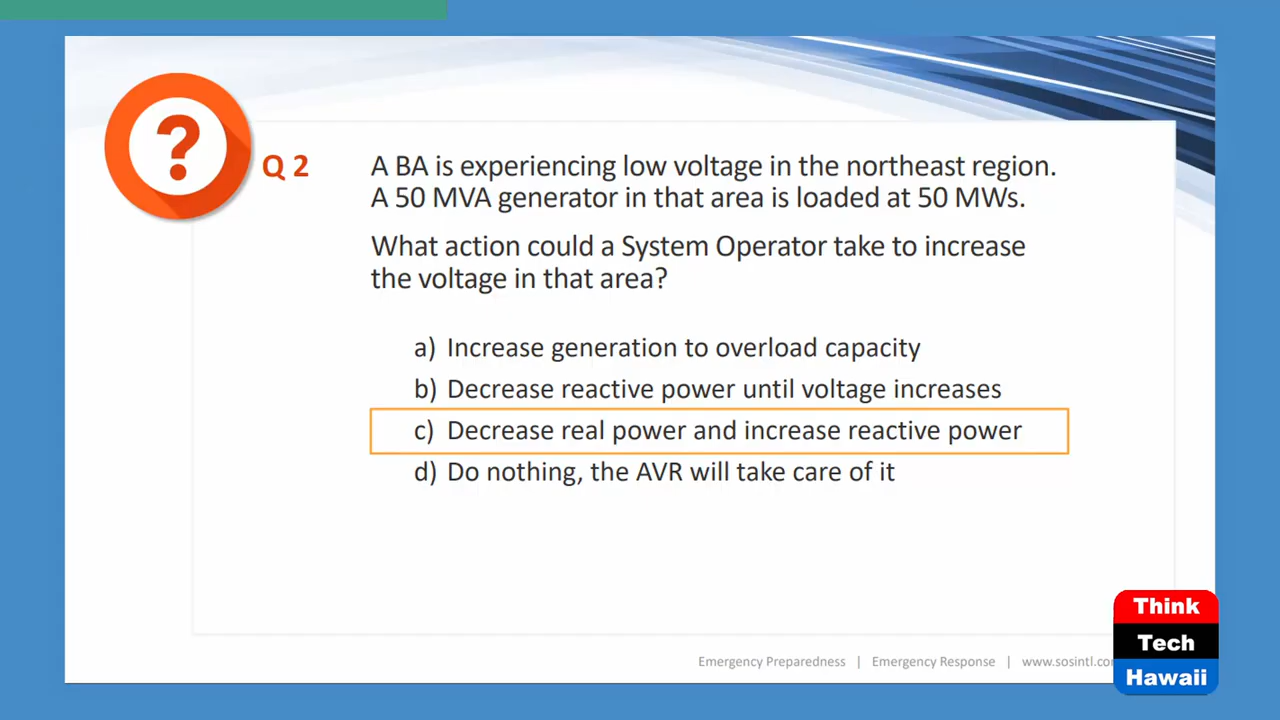 ?
Q 2
A BA is experiencing low voltage in the northeast region.
A 50 MVA generator in that area is loaded at 50 MWs.
What action could a System Operator take to increase
the voltage in that area?
a) Increase generation to overload capacity
b) Decrease reactive power until voltage increases
c) Decrease real power and increase reactive power
d) Do nothing, the AVR will take care of it
Emergency Preparedness | Emergency Response | www.sosintl.co
Think
Tech
Hawaii